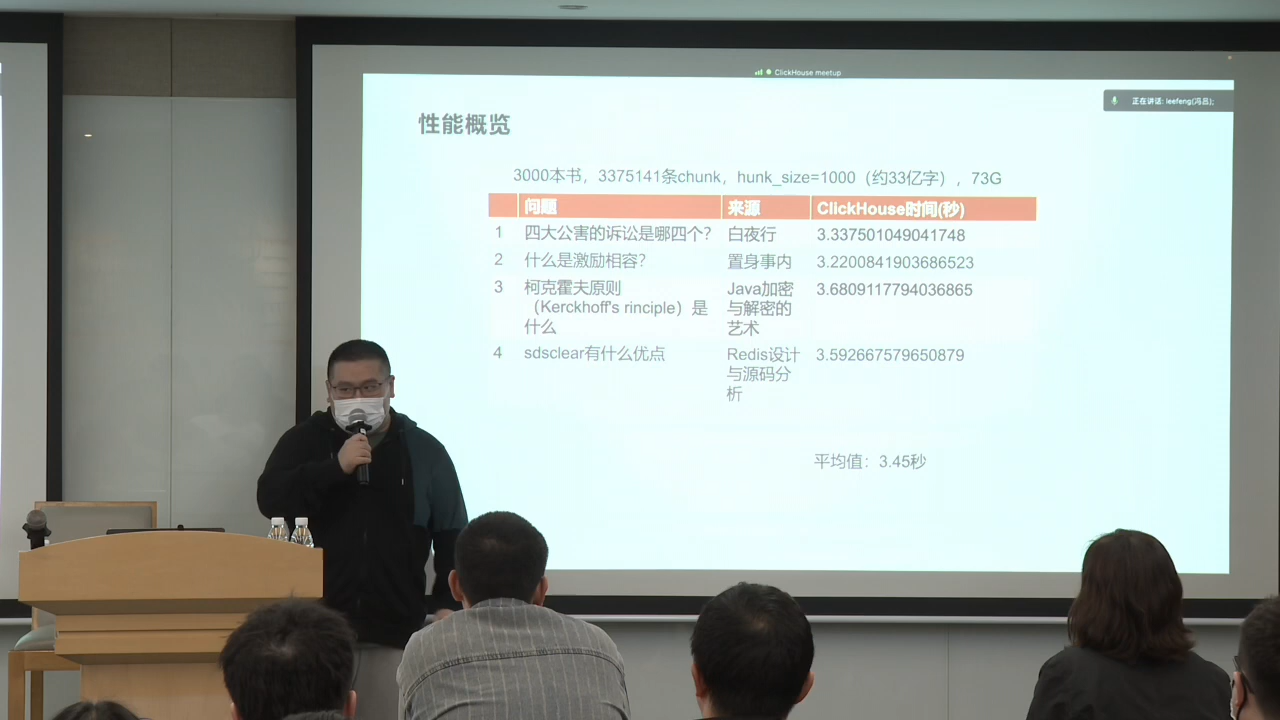 ClickHouse meetup
正在讲话: leefeng(冯吕);
性能概览
3000本书，3375141条chunk，hunk_size=1000（约33亿字），73G
问题 来源 ClickHouse时间(秒)
1 四大公害的诉讼是哪四个？ 白夜行 3.337501049041748
2 什么是激励相容？ 置身事内 3.2200841903686523
3 柯克霍夫原则 Java加密 3.6809117794036865
（Kerckhoff's rinciple）是 与解密的
什么 艺术
4 sdsclear有什么优点 Redis设计 3.592667579650879
与源码分
析
平均值：3.45秒